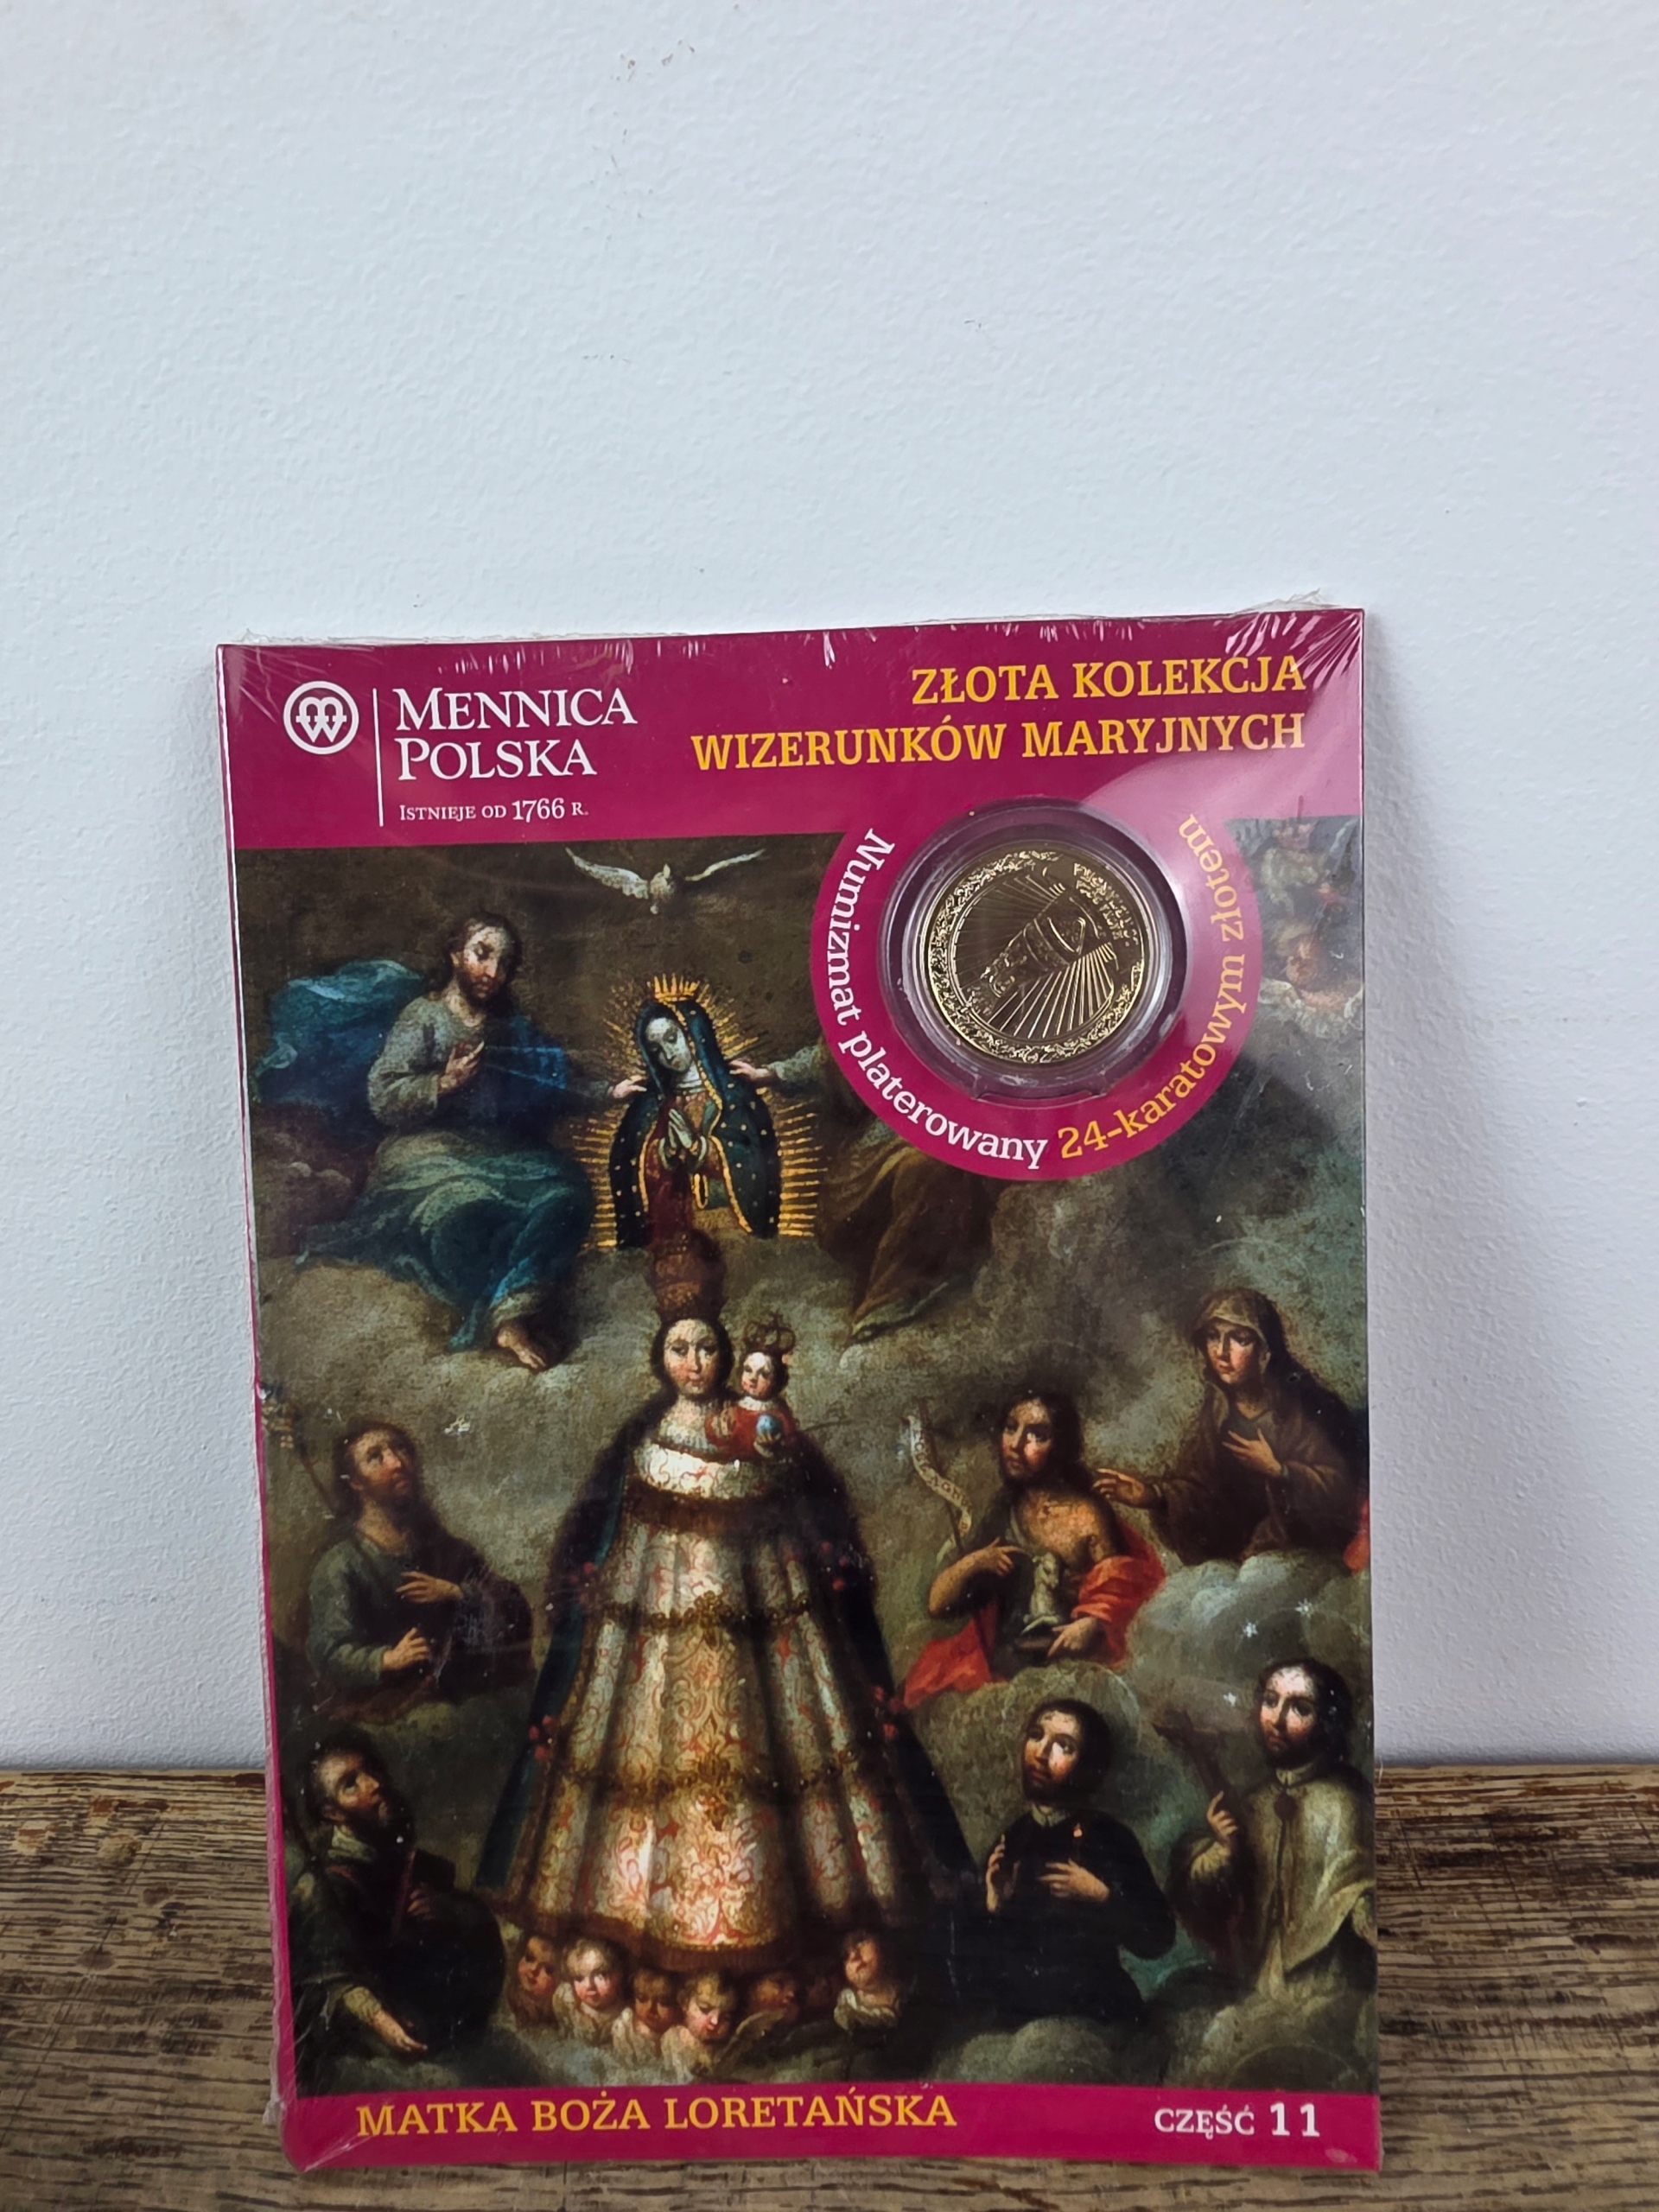 MENNICA
POLSKA
ISTNIEJE OD 1766 R.
ZŁOTA KOLEKCJA
WIZERUNKÓW MARYJNYCH
Numizmat platerowany 24-karatowym złotem
MATKA BOŻA LORETAŃSKA
CZĘŚĆ 11